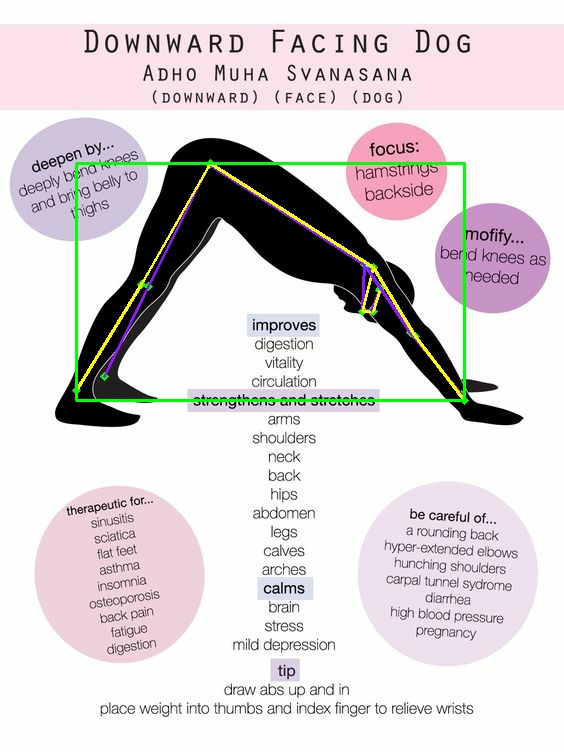 Downward Facing Dog
Adho Muha Svanasana
(downward) (face) (dog)
deepen by...
deeply bend knees
and bring belly to
thighs
focus:
hamstrings
backside
mofify...
bend knees as
needed
improves
digestion
vitality
circulation
strengthens and stretches
arms
shoulders
neck
back
hips
abdomen
legs
calves
arches
calms
brain
stress
mild depression
therapeutic for...
sinusitis
sciatica
flat feet
asthma
insomnia
osteoporosis
back pain
fatigue
digestion
be careful of...
a rounding back
hyper-extended elbows
hunching shoulders
carpal tunnel sydrome
diarrhea
high blood pressure
pregnancy
tip
draw abs up and in
place weight into thumbs and index finger to relieve wrists